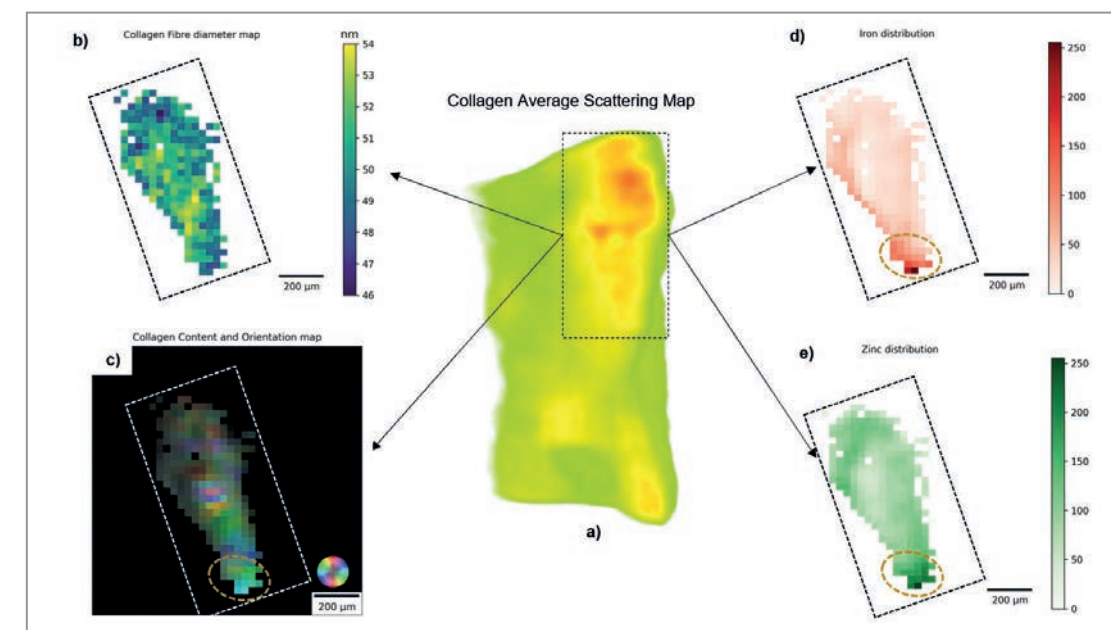 b)
Collagen Fibre diameter map
nm
54
53
52
51
50
49
48
47
46
200 µm
Collagen Average Scattering Map
a)
d)
Iron distribution
250
200
150
100
50
0
200 µm
Collagen Content and Orientation map
c)
200 µm
e)
Zinc distribution
250
200
150
100
50
0
200 µm